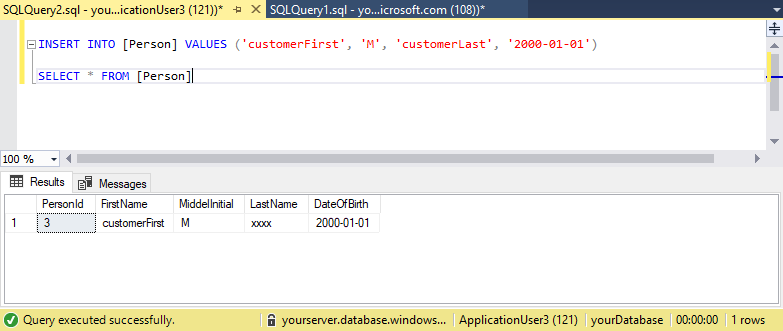 SQLQuery2.sql - yo...icationUser3 (121))* SQLQuery1.sql - yo...icrosoft.com (108))*
INSERT INTO [Person] VALUES ('customerFirst', 'M', 'customerLast', '2000-01-01')
SELECT * FROM [Person]
100 %
Results Messages
PersonId FirstName MiddelInitial LastName DateOfBirth
1 3 customerFirst M xxxx 2000-01-01
Query executed successfully. yourserver.database.windows... ApplicationUser3 (121) yourDatabase 00:00:00 1 rows